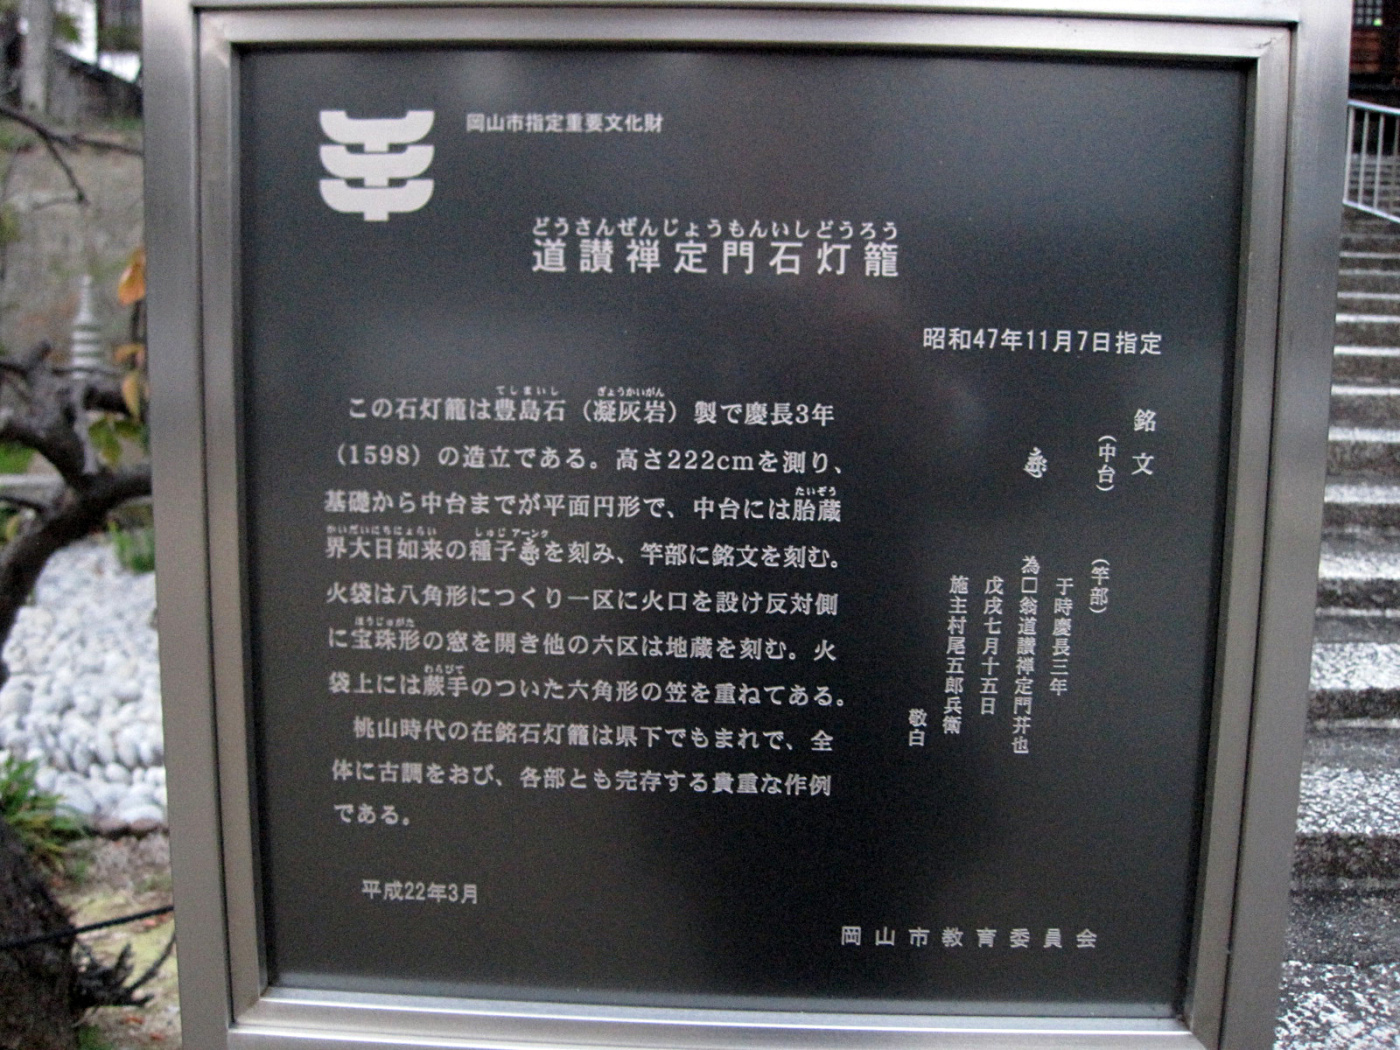 岡山市指定重要文化財
どうさんぜんじょうもんいしどうろう
道讃禅定門石灯籠
昭和47年11月7日指定
てしまいし ぎょうかいがん
この石灯籠は豊島石（凝灰岩）製で慶長3年
（1598）の造立である。高さ222cmを測り、
たいぞう
基礎から中台までが平面円形で、中台には胎蔵
かいだいにちにょらい しゅじ アーンク
界大日如来の種子を刻み、竿部に銘文を刻む。
火袋は八角形につくり一区に火口を設け反対側
ほうじゅがた
に宝珠形の窓を開き他の六区は地蔵を刻む。火
わらびて
袋上には蕨手のついた六角形の笠を重ねてある。
桃山時代の在銘石灯籠は県下でもまれで、全
体に古調をおび、各部とも完存する貴重な作例
である。
平成22年3月
銘文
（中台）
（竿部）
于時慶長三年
為口翁道讃禅定門井也
戊戌七月十五日
施主村尾五郎兵衛
敬白
岡山市教育委員会